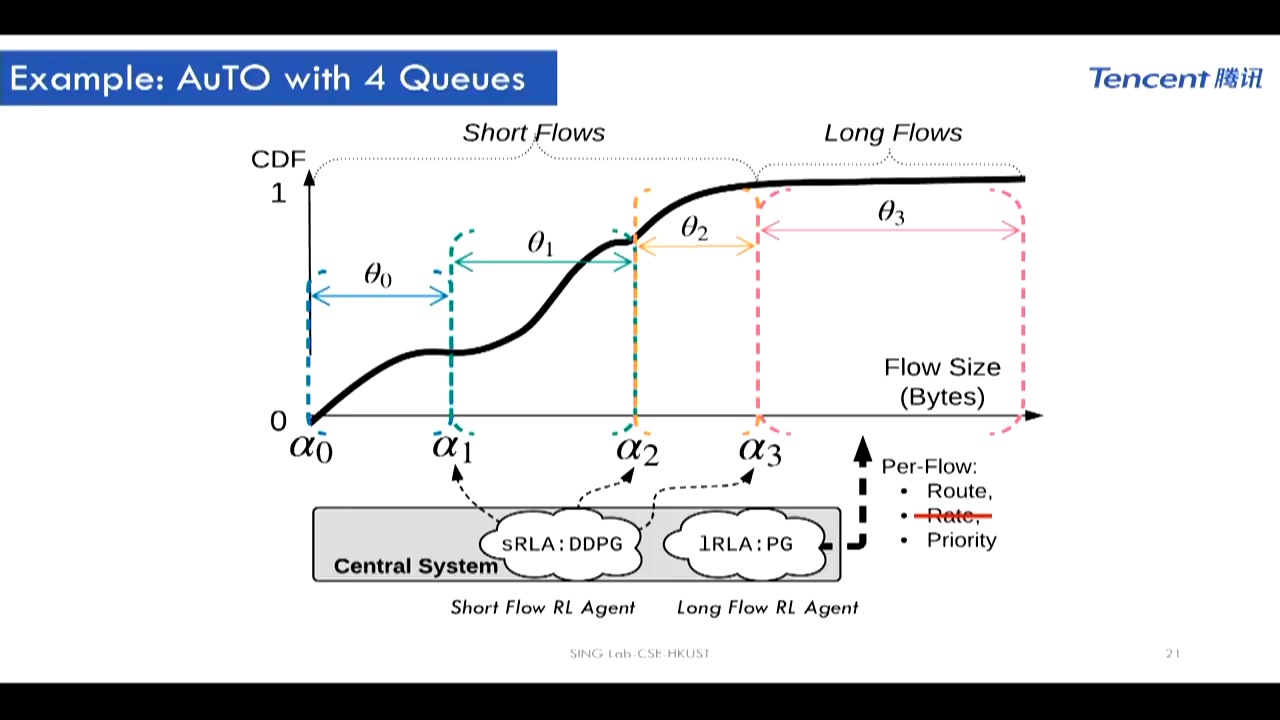 Example: AuTO with 4 Queues
Tencent 腾讯
Short Flows
Long Flows
CDF
1
θ0
θ1
θ2
θ3
0
Flow Size
(Bytes)
α0
α1
α2
α3
Per-Flow:
• Route,
• Rate,
• Priority
sRLA:DDPG
lRLA:PG
Central System
Short Flow RL Agent
Long Flow RL Agent
SING Lab-CSE-HKUST
21